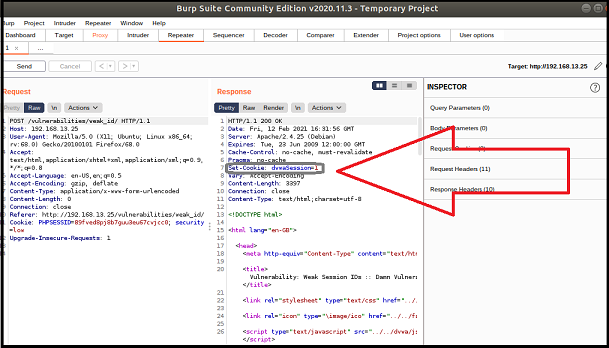 Burp Suite Community Edition v2020.11.3 - Temporary Project
Burp Project Intruder Repeater Window Help
Dashboard Target Proxy Intruder Repeater Sequencer Decoder Comparer Extender Project options User options
1 × ...
Send Cancel < > Target: http://192.168.13.25
Request
Pretty Raw \n Actions
1 POST /vulnerabilities/weak_id/ HTTP/1.1
2 Host: 192.168.13.25
3 User-Agent: Mozilla/5.0 (X11; Ubuntu; Linux x86_64;
rv:68.0) Gecko/20100101 Firefox/68.0
4 Accept:
text/html,application/xhtml+xml,application/xml;q=0.9,
*/*;q=0.8
5 Accept-Language: en-US,en;q=0.5
6 Accept-Encoding: gzip, deflate
7 Content-Type: application/x-www-form-urlencoded
8 Content-Length: 0
9 Connection: close
Referer: http://192.168.13.25/vulnerabilities/weak_id/
Cookie: security
=low
Upgrade-Insecure-Requests: 1
Response
Pretty Raw Render \n Actions
1 HTTP/1.1 200 OK
2 Date: Fri, 12 Feb 2021 16:31:56 GMT
3 Server: Apache/2.4.25 (Debian)
4 Expires: Tue, 23 Jun 2009 12:00:00 GMT
5 Cache-Control: no-cache, must-revalidate
6 Pragma: no-cache
7 Set-Cookie: dvwaSession=1
8 Vary: Accept-Encoding
9 Content-Length: 3397
10 Connection: close
11 Content-Type: text/html;charset=utf-8
12
13 <!DOCTYPE html>
14
15 <html lang="en-GB">
16
17 <head>
18 <meta http-equiv="Content-Type" content="text/ht
19
20 <title>
Vulnerability: Weak Session IDs :: Damn Vulner
</title>
21
22 <link rel="stylesheet" type="text/css" href="../
23
24 <link rel="icon" type="\image/ico" href="../../f
25
26 <script type="text/javascript" src="../../dvwa/js
</script>
INSPECTOR
Query Parameters (0)
Body Parameters (0)
Request
Request Headers (11)
Response Headers (10)